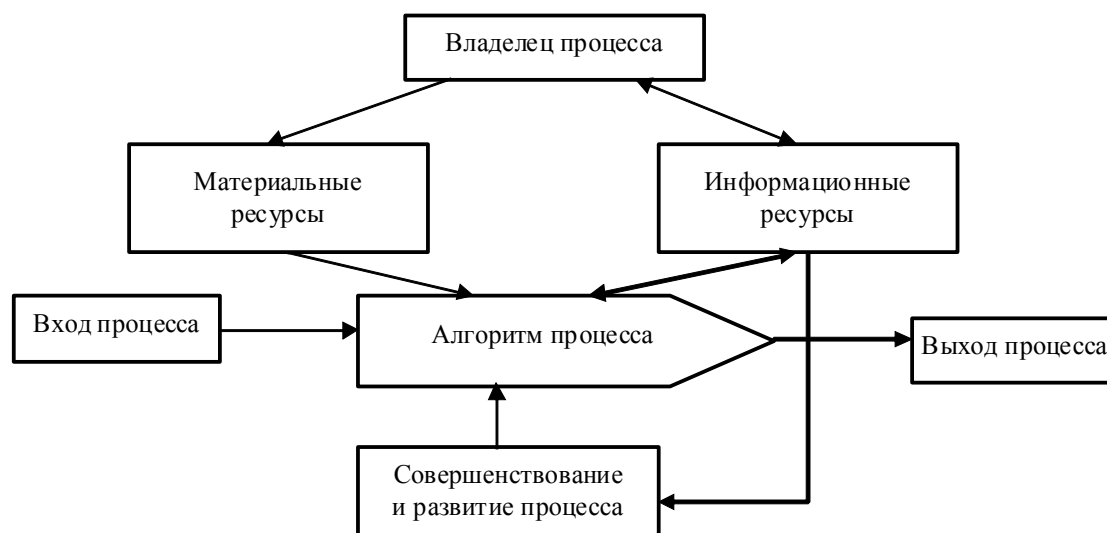 Владелец процесса
Материальные
ресурсы
Информационные
ресурсы
Вход процесса
Алгоритм процесса
Выход процесса
Совершенствование
и развитие процесса